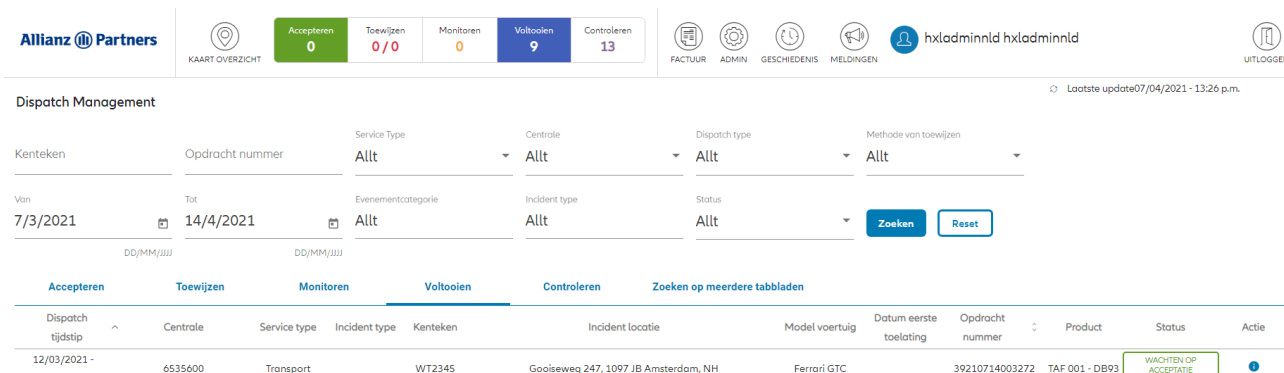 Allianz Partners
KAART OVERZICHT
Accepteren
0
Toewijzen
0 / 0
Monitoren
0
Voltooien
9
Controleren
13
FACTUUR
ADMIN
GESCHIEDENIS
MELDINGEN
hxladminnld hxladminnld
UITLOGGEN
Dispatch Management
Laatste update07/04/2021 - 13:26 p.m.
Kenteken
Opdracht nummer
Service Type
Allt
Centrale
Allt
Dispatch type
Allt
Methode van toewijzen
Allt
Van
7/3/2021
DD/MM/JJJJ
Tot
14/4/2021
DD/MM/JJJJ
Evenementcategorie
Allt
Incident type
Allt
Status
Allt
Zoeken
Reset
Accepteren Toewijzen Monitoren Voltooien Controleren Zoeken op meerdere tabbladen
Dispatch tijdstip Centrale Service type Incident type Kenteken Incident locatie Model voertuig Datum eerste toelating Opdracht nummer Product Status Actie
12/03/2021 - 6535600 Transport WT2345 Gooiseweg 247, 1097 JB Amsterdam, NH Ferrari GTC 39210714003272 TAF 001 - DB93 WACHTEN OP ACCEPTATIE